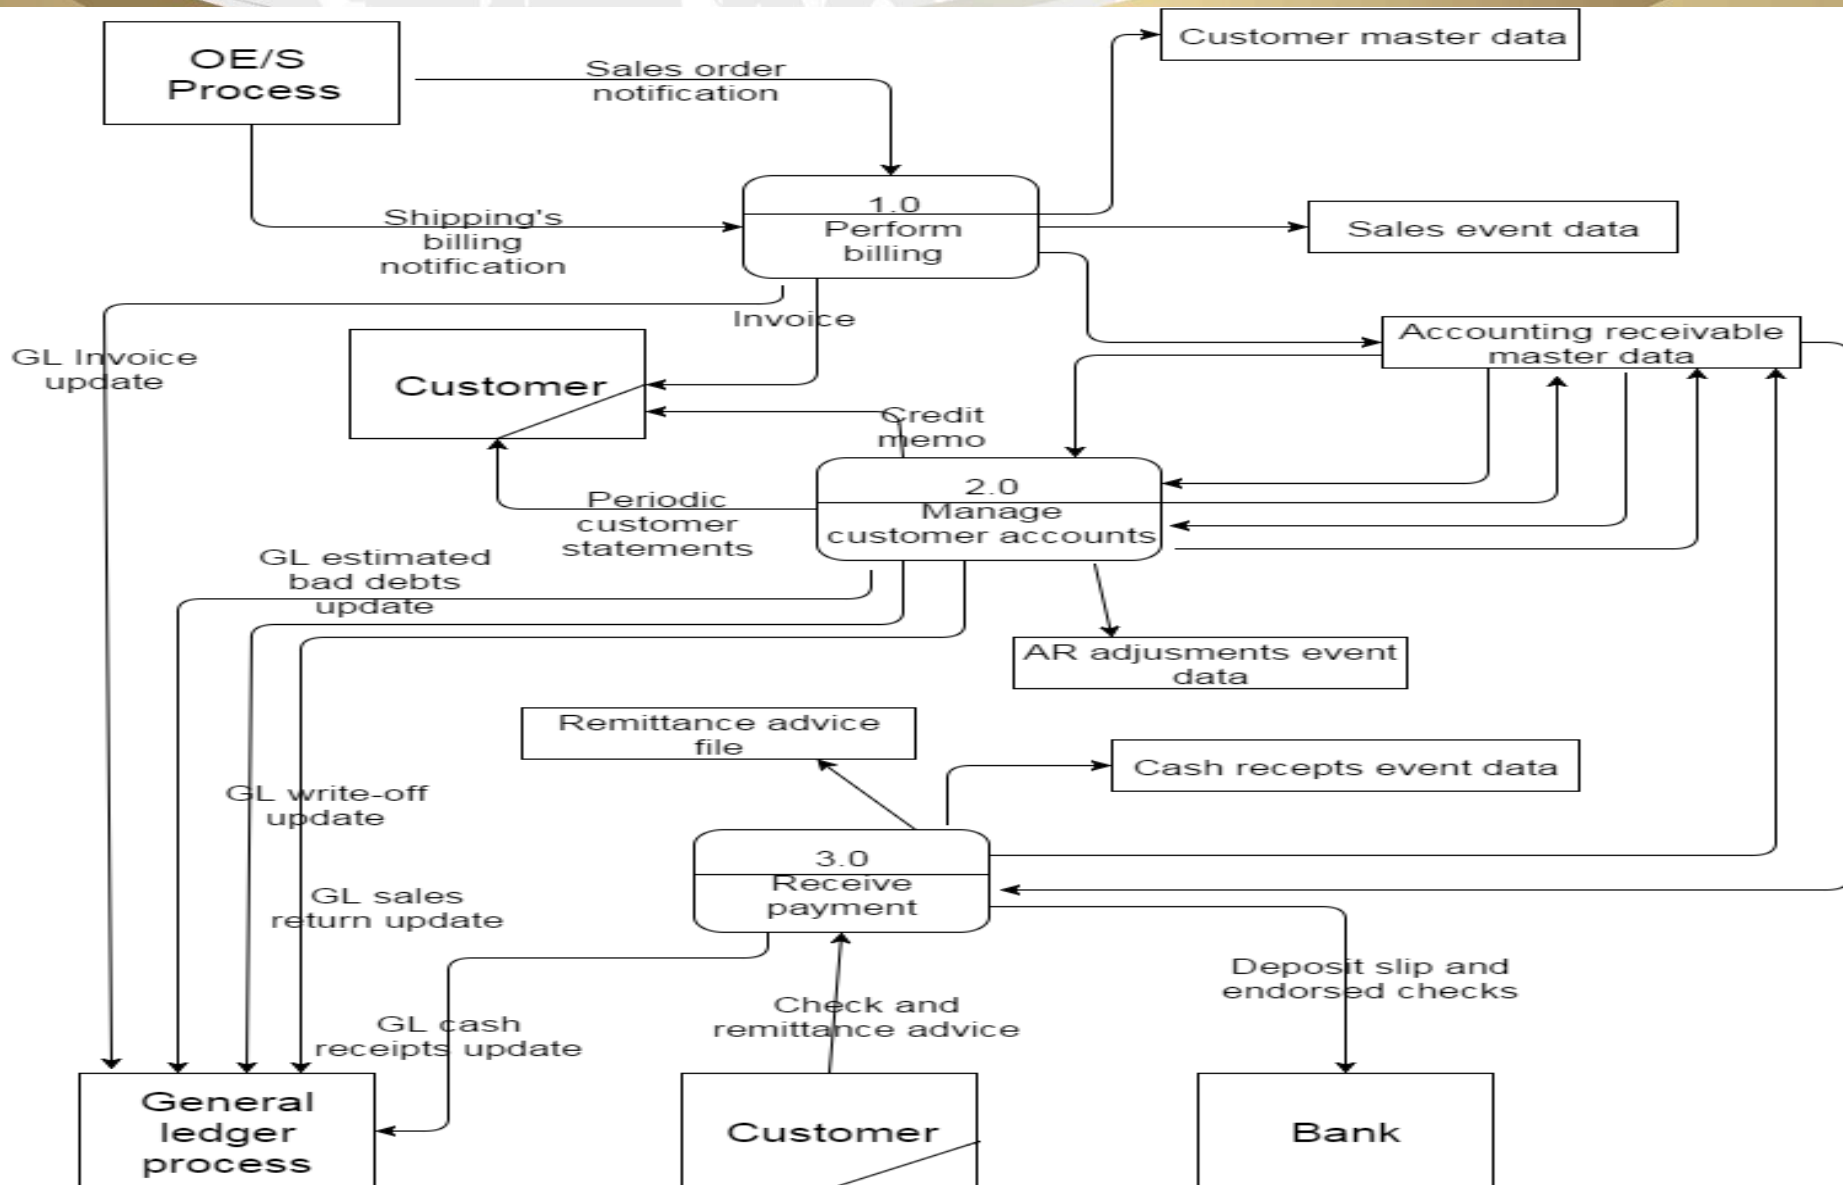 OE/S
Process
Sales order
notification
Customer master data
1.0
Perform
billing
Shipping's
billing
notification
Sales event data
Invoice
GL Invoice
update
Customer
Accounting receivable
master data
Credit
memo
2.0
Manage
customer accounts
Periodic
customer
statements
GL estimated
bad debts
update
AR adjusments event
data
Remittance advice
file
Cash recepts event data
GL write-off
update
3.0
Receive
payment
GL sales
return update
Deposit slip and
endorsed checks
Check and
remittance advice
GL cash
receipts update
General
ledger
process
Customer
Bank